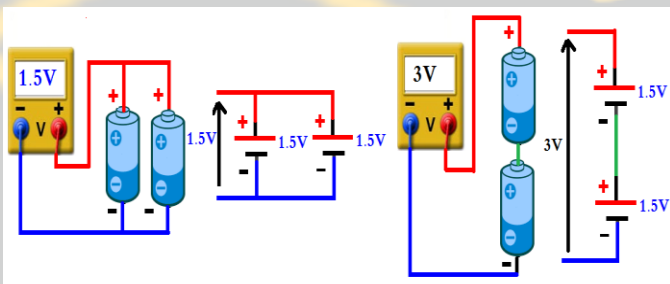 1.5V
- +
V
+ +
+
-
+
-
- -
1.5V
+ 1.5V
-
+ 1.5V
-
3V
- +
V
+
+
-
+
-
-
3V
+
1.5V
-
+
1.5V
-